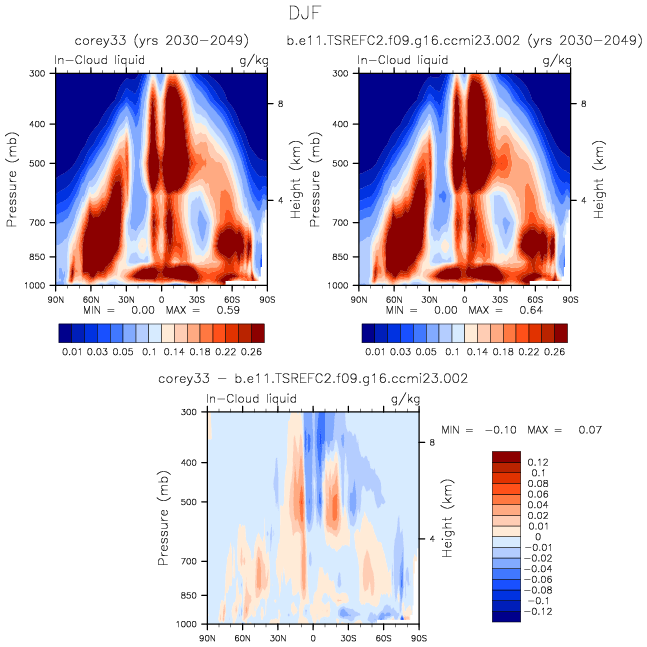 DJF
corey33 (yrs 2030-2049)
b.e11.TSREFC2.f09.g16.ccmi23.002 (yrs 2030-2049)
In-Cloud liquid g/kg
In-Cloud liquid g/kg
300
400
500
700
850
1000
Pressure (mb)
8
4
Height (km)
90N 60N 30N 0 30S 60S 90S
MIN = 0.00 MAX = 0.59
0.01 0.03 0.05 0.1 0.14 0.18 0.22 0.26
300
400
500
700
850
1000
Pressure (mb)
8
4
Height (km)
90N 60N 30N 0 30S 60S 90S
MIN = 0.00 MAX = 0.64
0.01 0.03 0.05 0.1 0.14 0.18 0.22 0.26
corey33 - b.e11.TSREFC2.f09.g16.ccmi23.002
In-Cloud liquid g/kg
MIN = -0.10 MAX = 0.07
300
400
500
700
850
1000
Pressure (mb)
8
4
Height (km)
90N 60N 30N 0 30S 60S 90S
0.12
0.1
0.08
0.06
0.04
0.02
0.01
0
-0.01
-0.02
-0.04
-0.06
-0.08
-0.1
-0.12